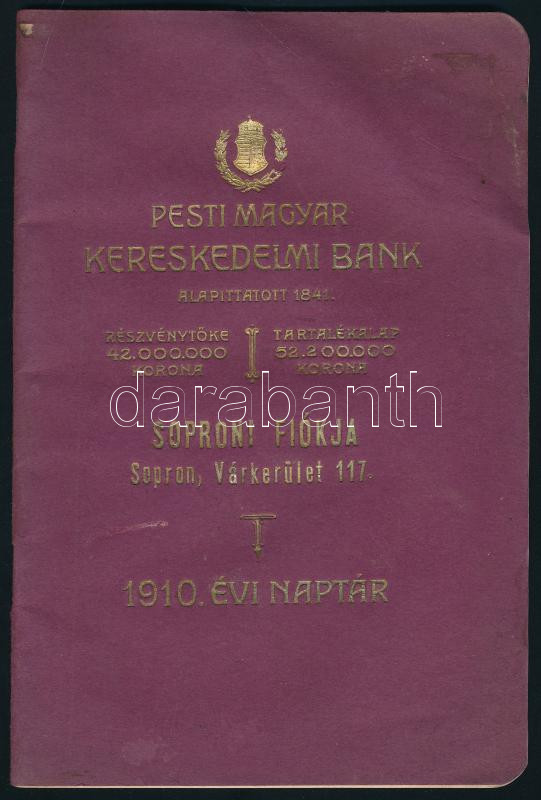 PESTI MAGYAR
KERESKEDELMI BANK
ALAPITTATOTT 1841.
RÉSZVÉNYTŐKE
42.000.000
KORONA
TARTALÉKALAP
52.200.000
KORONA
darabanth
SOPRONI FIÓKJA
Sopron, Várkerület 117.
1910. ÉVI NAPTÁR